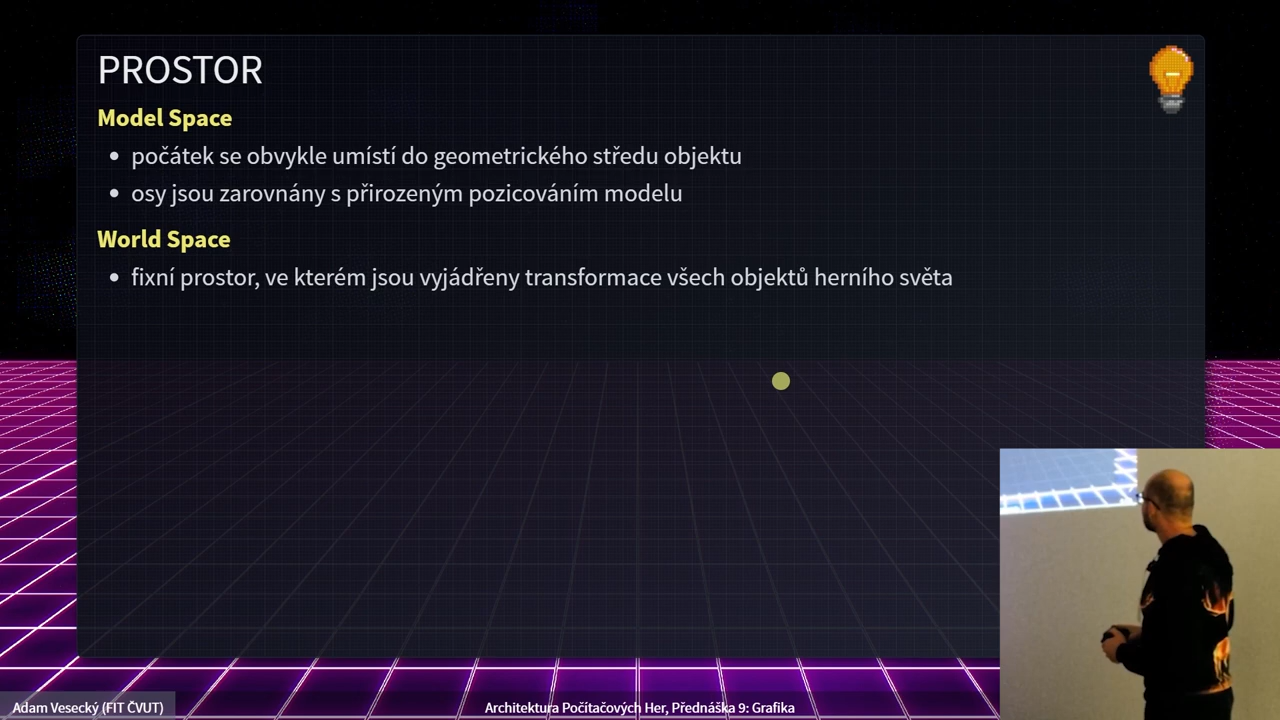 PROSTOR
Model Space
počátek se obvykle umístí do geometrického středu objektu
osy jsou zarovnány s přirozeným pozicováním modelu
World Space
fixní prostor, ve kterém jsou vyjádřeny transformace všech objektů herního světa
Adam Vesecký (FIT ČVUT)
Architektura Počítačových Her, Přednáška 9: Grafika